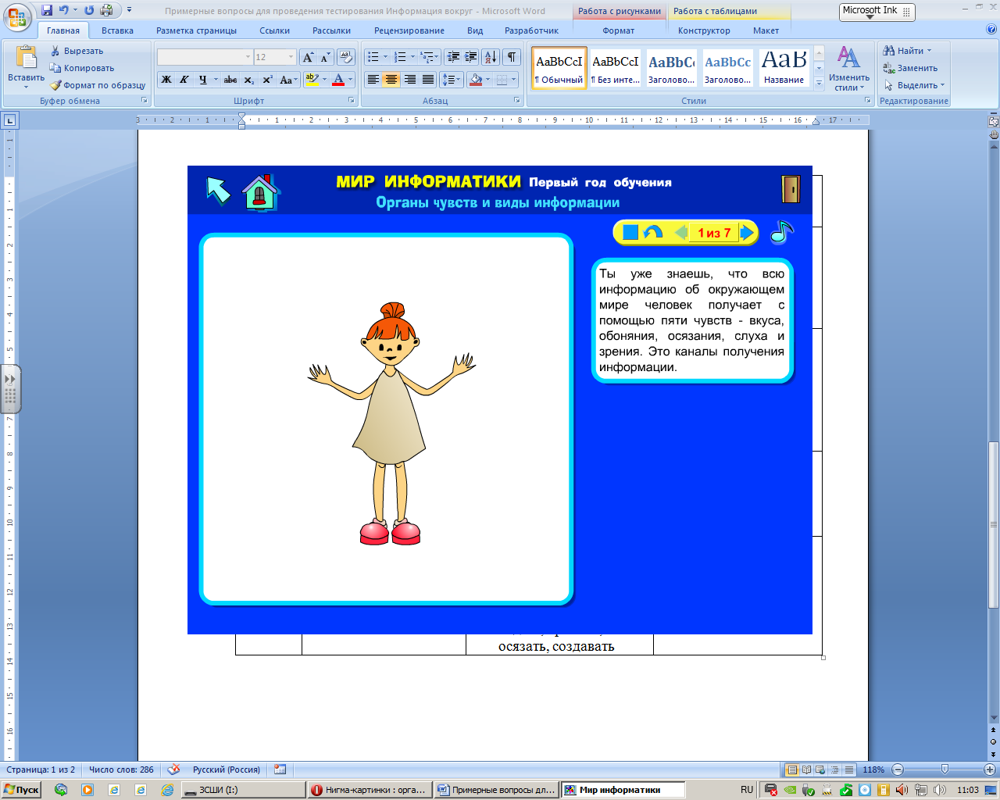 Примерные вопросы для проведения тестирования Информация вокруг - Microsoft Word
Работа с рисунками
Работа с таблицами
Microsoft Ink
Главная Вставка Разметка страницы Ссылки Рассылки Рецензирование Вид Разработчик Формат Конструктор Макет
Вставить
Вырезать
Копировать
Формат по образцу
Буфер обмена
12
Ж К Ч abc x₂ x² Aa
Шрифт
Абзац
AaBbCcI AaBbCcI AaBbCc AaBbCc AaB
¶ Обычный ¶ Без инте... Заголово... Заголово... Название
Изменить стили
Стили
Найти
Заменить
Выделить
Редактирование
3 2 1 1 2 3 4 5 6 7 8 9 10 11 12 13 14 15 16 17
МИР ИНФОРМАТИКИ Первый год обучения
Органы чувств и виды информации
1 из 7
Ты уже знаешь, что всю
информацию об окружающем
мире человек получает с
помощью пяти чувств - вкуса,
обоняния, осязания, слуха и
зрения. Это каналы получения
информации.
осязать, создавать
Страница: 1 из 2 Число слов: 286 Русский (Россия) 118%
Пуск ЗСШИ (I:) Нигма-картинки : орга... Примерные вопросы дл... Мир информатики RU 11:03